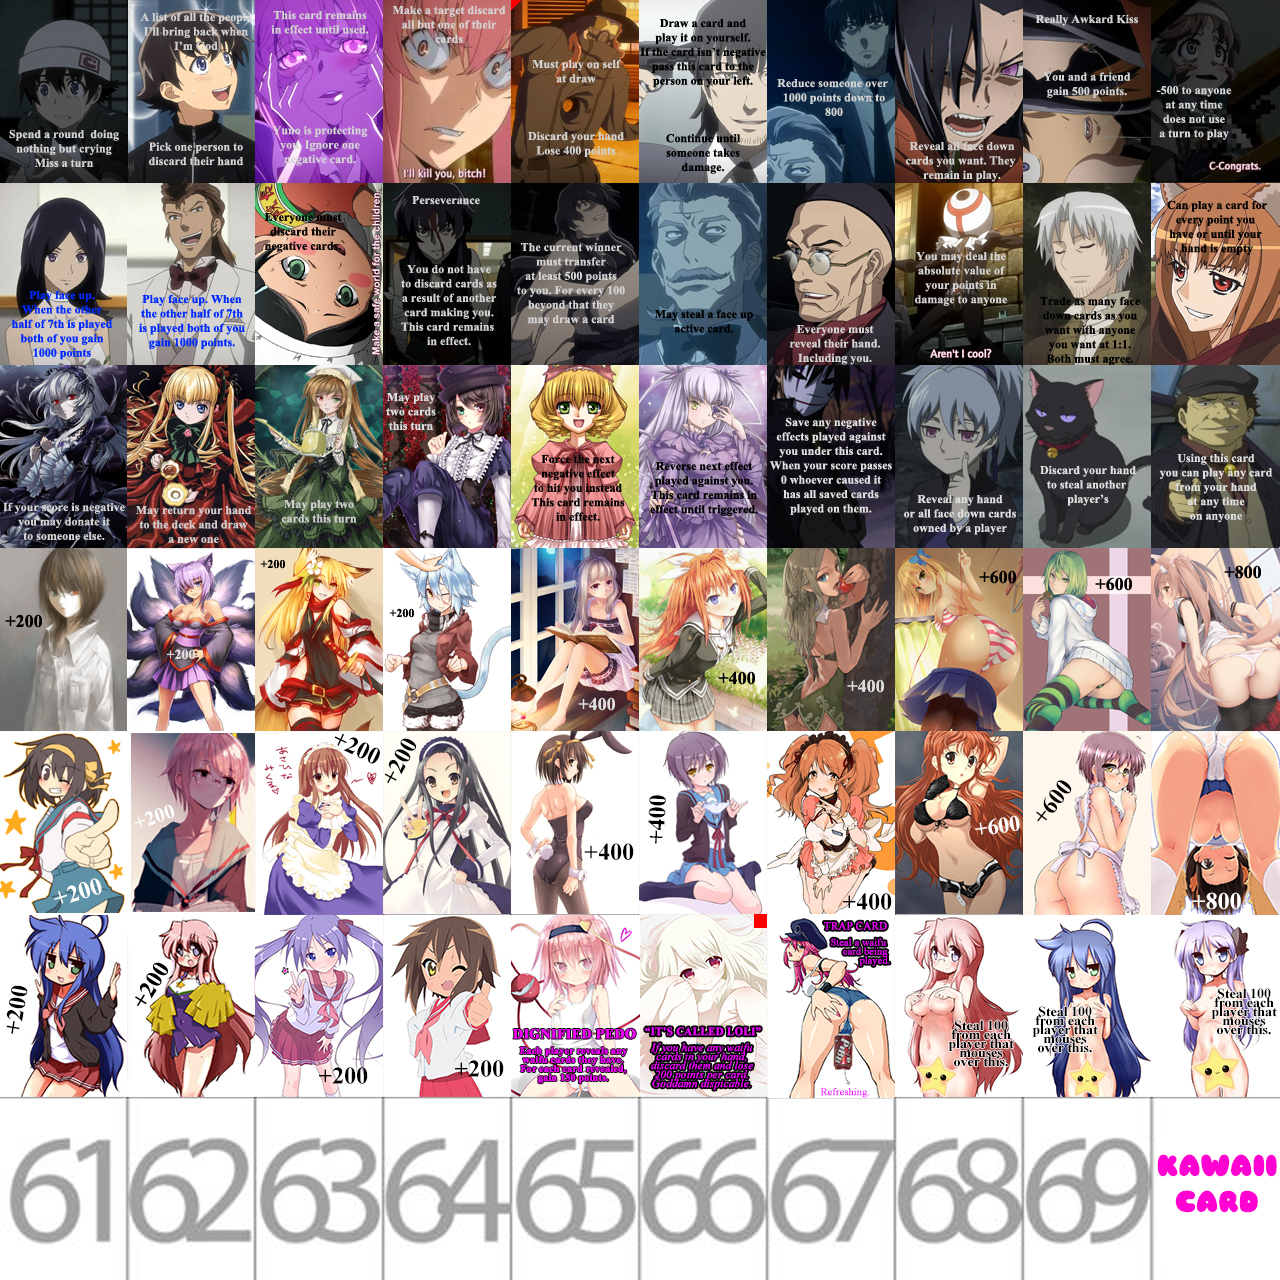 Spend a round doing
nothing but crying
Miss a turn
A list of all the people
I'll bring back when
I'm God
Pick one person to
discard their hand
This card remains
in effect until used.
Yuno is protecting
you. Ignore one
negative card.
Make a target discard
all but one of their
cards
I'll kill you, bitch!
Must play on self
at draw
Discard your hand
Lose 400 points
Draw a card and
play it on yourself.
If the card isn't negative
pass this card to the
person on your left.
Continue until
someone takes
damage.
Reduce someone over
1000 points down to
800
Reveal all face down
cards you want. They
remain in play.
Really Awkard Kiss
You and a friend
gain 500 points.
-500 to anyone
at any time
does not use
a turn to play
C-Congrats.
Play face up.
When the other
half of 7th is played
both of you gain
1000 points
Play face up. When
the other half of 7th
is played both of you
gain 1000 points.
Everyone must
discard their
negative cards.
Make a safe world for the children.
Perseverance
You do not have
to discard cards as
a result of another
card making you.
This card remains
in effect.
The current winner
must transfer
at least 500 points
to you. For every 100
beyond that they
may draw a card
May steal a face up
active card.
Everyone must
reveal their hand.
Including you.
You may deal the
absolute value of
your points in
damage to anyone
Aren't I cool?
Trade as many face
down cards as you
want with anyone
you want at 1:1.
Both must agree.
Can play a card for
every point you
have or until your
hand is empty
If your score is negative
you may donate it
to someone else.
May return your hand
to the deck and draw
a new one
May play two
cards this turn
May play
two cards
this turn
Force the next
negative effect
to hit you instead
This card remains
in effect.
Reverse next effect
played against you.
This card remains in
effect until triggered.
Save any negative
effects played against
you under this card.
When your score passes
0 whoever caused it
has all saved cards
played on them.
Reveal any hand
or all face down cards
owned by a player
Discard your hand
to steal another
player's
Using this card
you can play any card
from your hand
at any time
on anyone
+200
+200
+200
+200
+400
+400
+400
+600
+600
+800
+200
+200
あさひな
みくる
+200
+200
+400
+400
+400
+600
+600
+800
+200
+200
+200
+200
DIGNIFIED PEDO
Each player reveals any
waifu cards they have.
For each card revealed,
gain 150 points.
"IT'S CALLED LOLI"
If you have any waifu
cards in your hand,
discard them and lose
200 points per card.
Goddamn dispicable.
TRAP CARD
Steal a waifu
card being
played.
Refreshing.
Steal 100
from each
player that
mouses
over this.
Steal 100
from each
player that
mouses
over this.
Steal 100
from each
player that
mouses
over this.
61
62
63
64
65
66
67
68
69
KAWAII
CARD